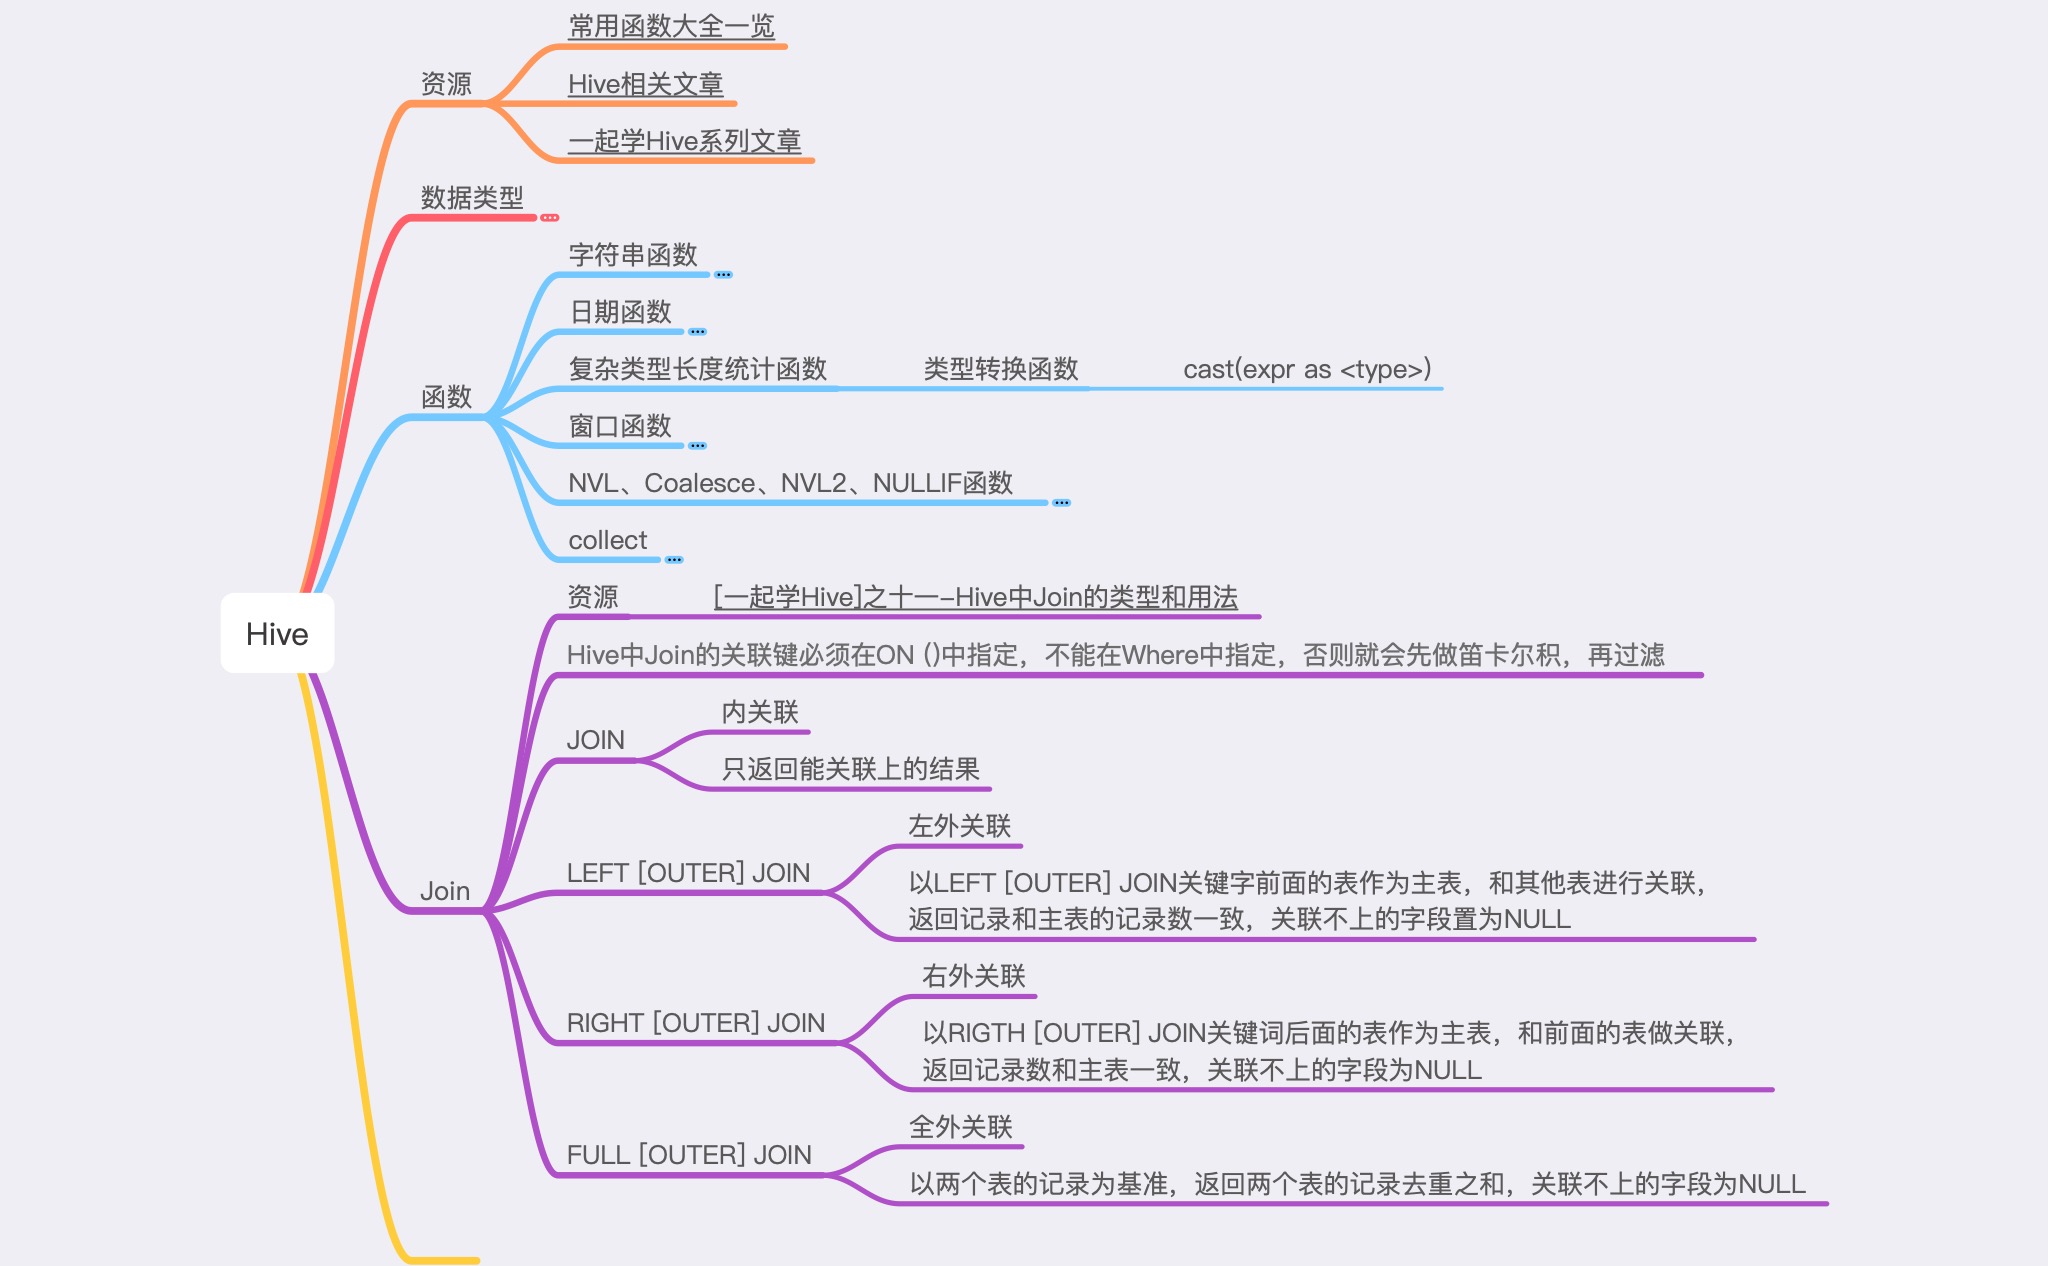 常用函数大全一览
资源
Hive相关文章
一起学Hive系列文章
数据类型
字符串函数
日期函数
复杂类型长度统计函数
类型转换函数
cast(expr as <type>)
函数
窗口函数
NVL、Coalesce、NVL2、NULLIF函数
collect
Hive
资源
[一起学Hive]之十一–Hive中Join的类型和用法
Hive中Join的关联键必须在ON ()中指定，不能在Where中指定，否则就会先做笛卡尔积，再过滤
JOIN
内关联
只返回能关联上的结果
Join
LEFT [OUTER] JOIN
左外关联
以LEFT [OUTER] JOIN关键字前面的表作为主表，和其他表进行关联，
返回记录和主表的记录数一致，关联不上的字段置为NULL
RIGHT [OUTER] JOIN
右外关联
以RIGTH [OUTER] JOIN关键词后面的表作为主表，和前面的表做关联，
返回记录数和主表一致，关联不上的字段为NULL
FULL [OUTER] JOIN
全外关联
以两个表的记录为基准，返回两个表的记录去重之和，关联不上的字段为NULL